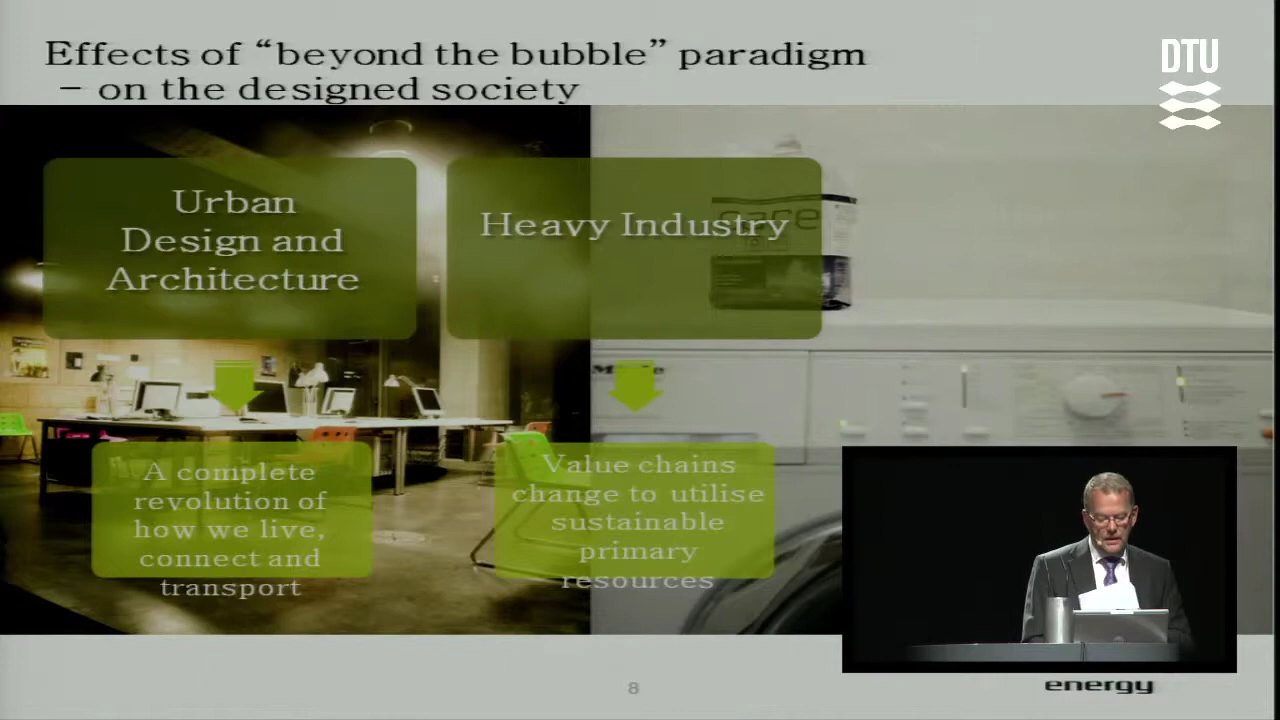 Effects of “beyond the bubble” paradigm
– on the designed society
DTU
Urban
Design and
Architecture
Heavy Industry
care
A complete
revolution of
how we live,
connect and
transport
Value chains
change to utilise
sustainable
primary
resources
8
energy